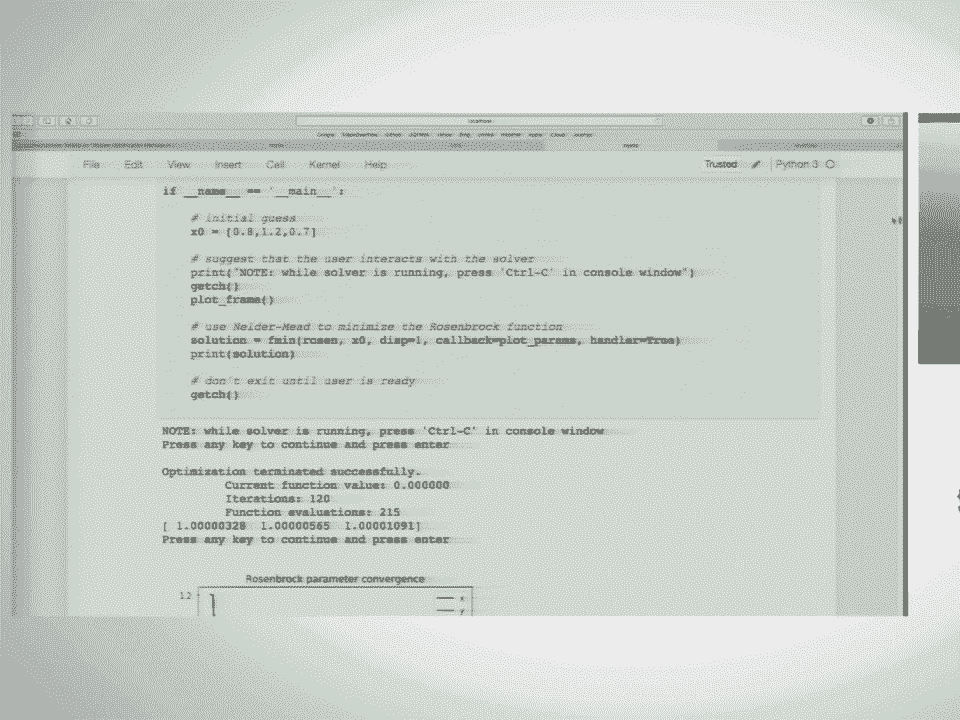 localhost
File Edit View Insert Cell Kernel Help Trusted Python 3
if __name__ == '__main__':
# initial guess
x0 = [0.8,1.2,0.7]
# suggest that the user interacts with the solver
print("NOTE: while solver is running, press 'Ctrl-C' in console window")
getch()
plot_frame()
# use Nelder-Mead to minimize the Rosenbrock function
solution = fmin(rosen, x0, disp=1, callback=plot_params, handler=True)
print(solution)
# don't exit until user is ready
getch()
NOTE: while solver is running, press 'Ctrl-C' in console window
Press any key to continue and press enter
Optimization terminated successfully.
Current function value: 0.000000
Iterations: 120
Function evaluations: 215
[ 1.00000328 1.00000565 1.00001091]
Press any key to continue and press enter
Rosenbrock parameter convergence
1.2
x
y